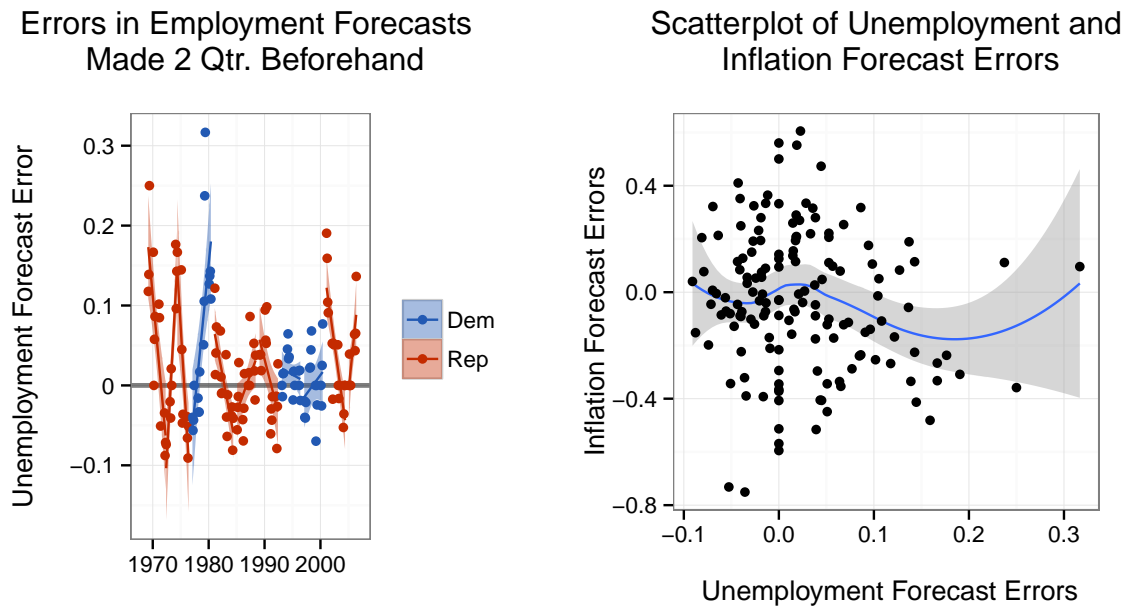 Errors in Employment Forecasts
Made 2 Qtr. Beforehand
Unemployment Forecast Error
0.3
0.2
0.1
0
−0.1
1970 1980 1990 2000
Dem
Rep
Scatterplot of Unemployment and
Inflation Forecast Errors
Inflation Forecast Errors
0.4
0.0
−0.4
−0.8
−0.1 0.0 0.1 0.2 0.3
Unemployment Forecast Errors